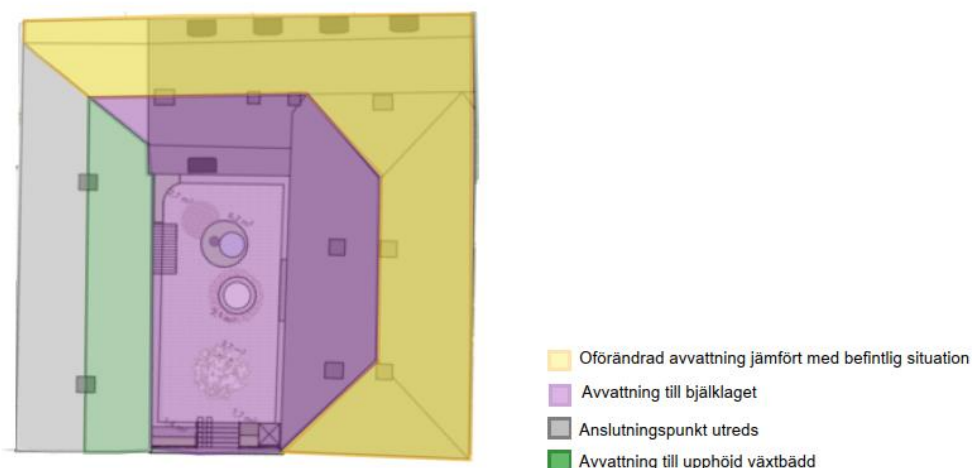 Oförändrad avvattning jämfört med befintlig situation
Avvattning till bjälklaget
Anslutningspunkt utreds
Avvattning till upphöjd växtbädd